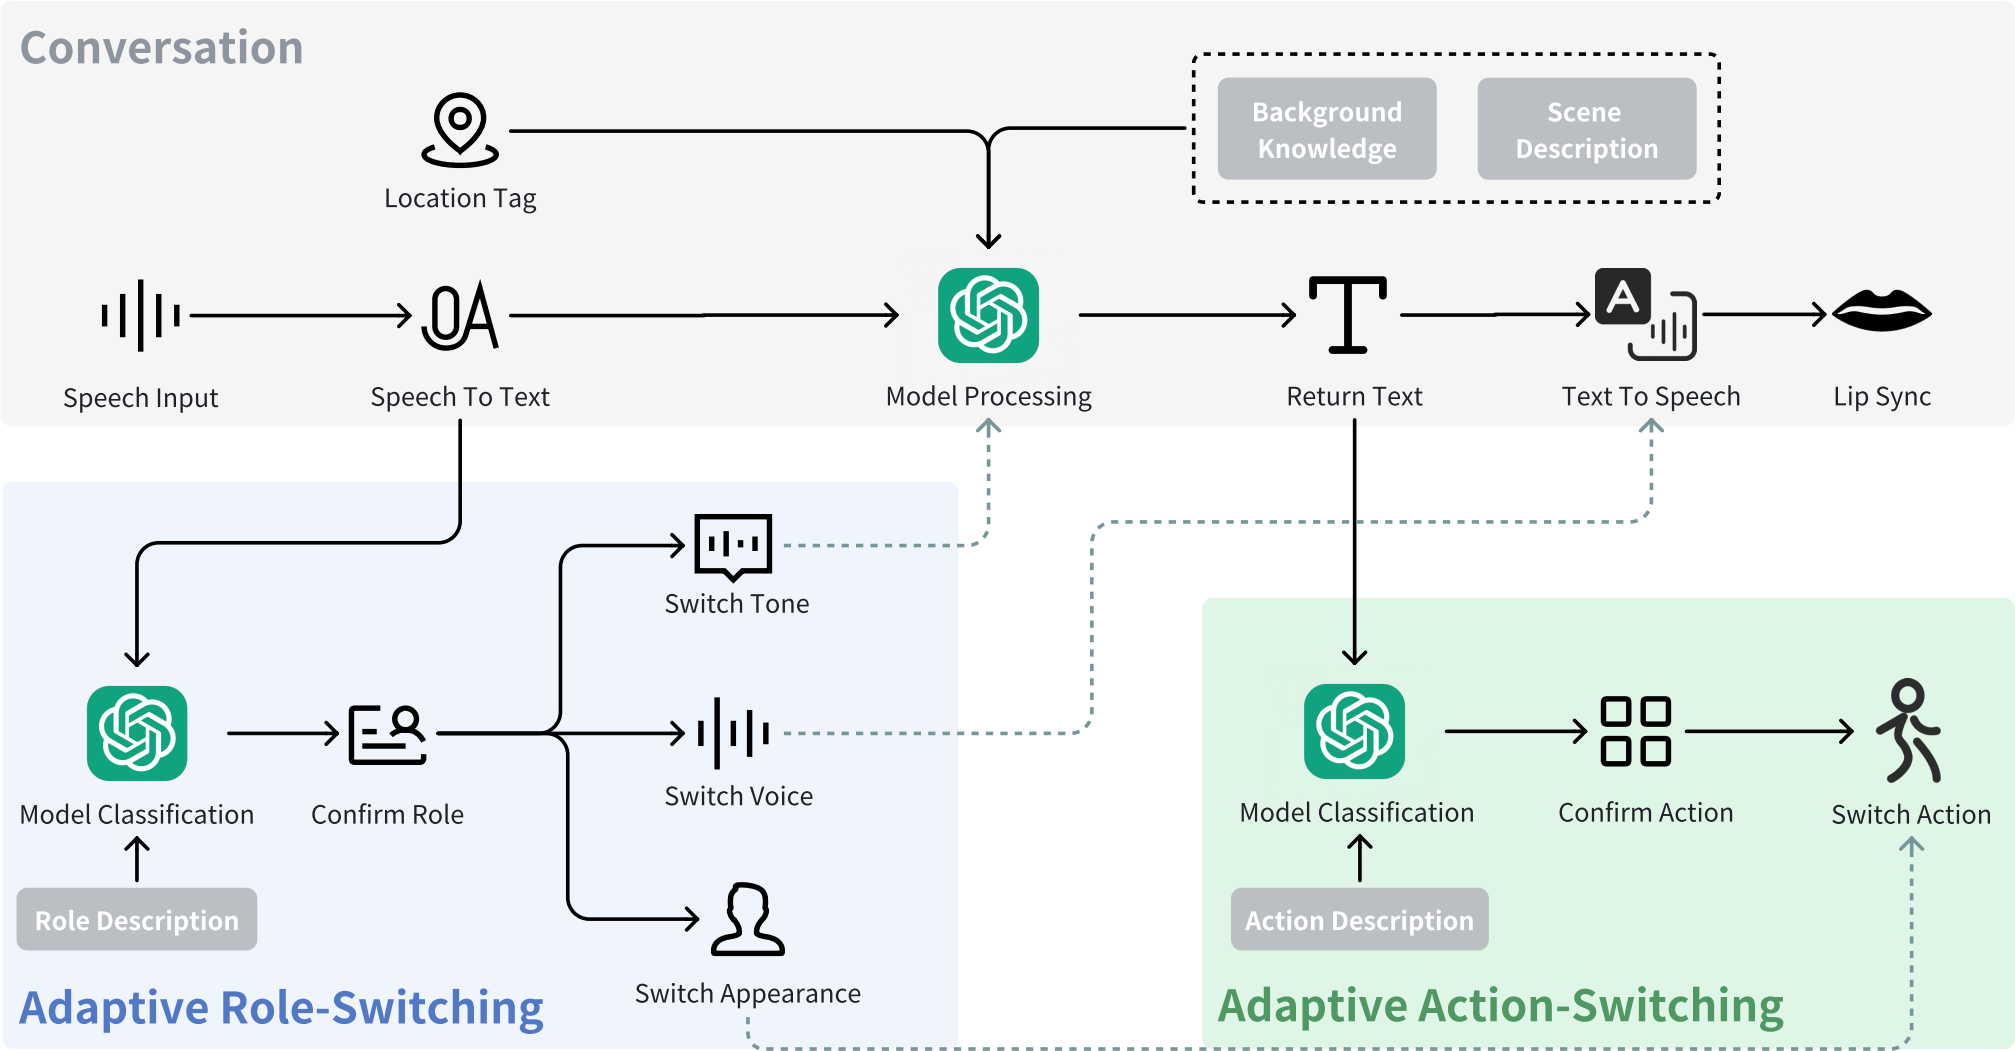 Conversation
Background
Knowledge
Scene
Description
Location Tag
Speech Input
Speech To Text
Model Processing
Return Text
Text To Speech
Lip Sync
Switch Tone
Switch Voice
Model Classification
Confirm Role
Role Description
Switch Appearance
Adaptive Role-Switching
Model Classification
Confirm Action
Switch Action
Action Description
Adaptive Action-Switching